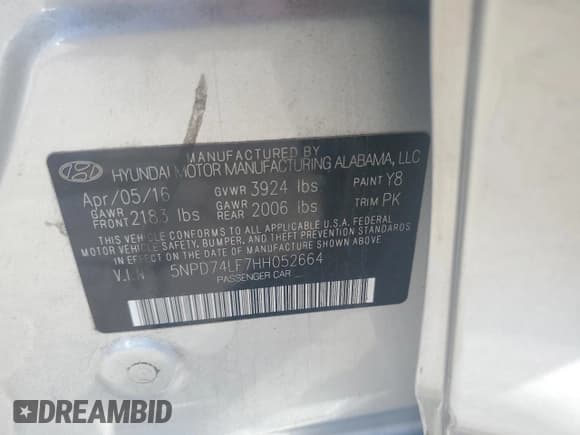 MANUFACTURED BY
HYUNDAI MOTOR MANUFACTURING ALABAMA, LLC
Apr/05/16 GVWR 3924 lbs PAINT Y8
GAWR FRONT 2183 lbs GAWR REAR 2006 lbs TRIM PK
THIS VEHICLE CONFORMS TO ALL APPLICABLE U.S.A. FEDERAL
MOTOR VEHICLE SAFETY, BUMPER, AND THEFT PREVENTION
STANDARDS IN EFFECT ON THE DATE OF MANUFACTURE SHOWN ABOVE.
V.I.N 5NPD74LF7HH052664
PASSENGER CAR
DREAMBID